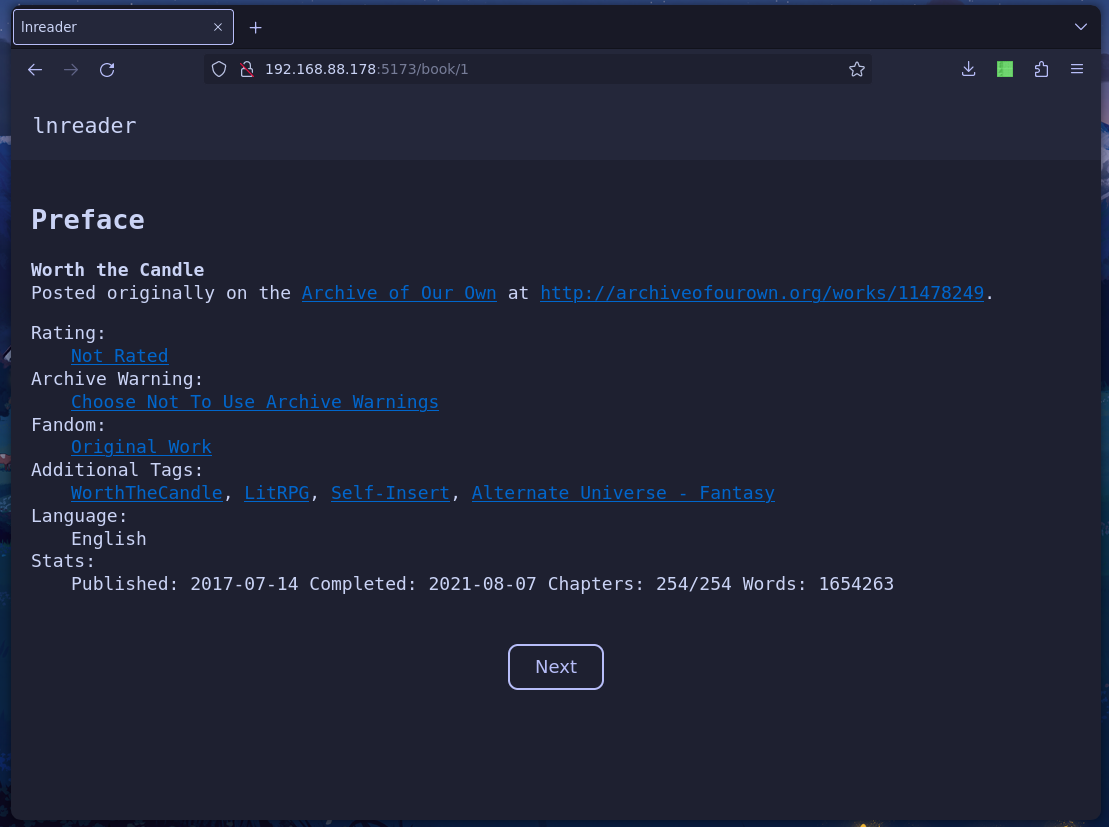 lnreader
192.168.88.178:5173/book/1
lnreader
Preface
Worth the Candle
Posted originally on the Archive of Our Own at http://archiveofourown.org/works/11478249.
Rating:
Not Rated
Archive Warning:
Choose Not To Use Archive Warnings
Fandom:
Original Work
Additional Tags:
WorthTheCandle, LitRPG, Self-Insert, Alternate Universe - Fantasy
Language:
English
Stats:
Published: 2017-07-14 Completed: 2021-08-07 Chapters: 254/254 Words: 1654263
Next